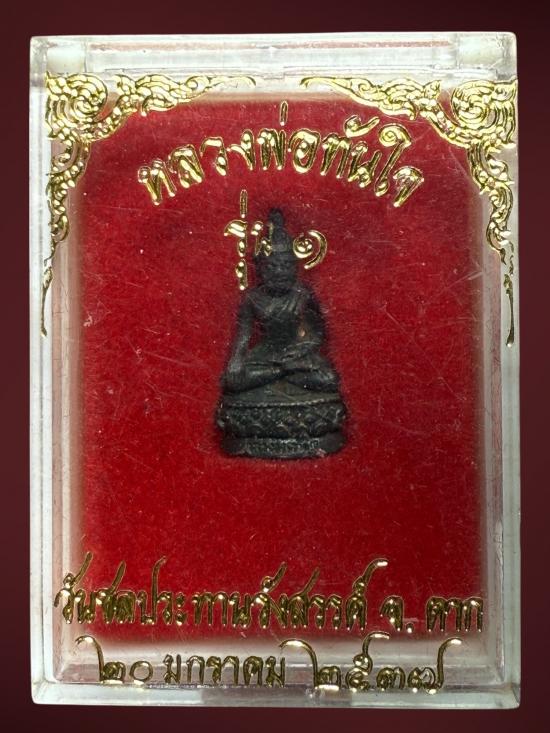 หลวงพ่อทันใจ
รุ่น ๑
วันชลประทานรังสรรค์ จ. ตาก
๒๐ มกราคม ๒๕๓๗